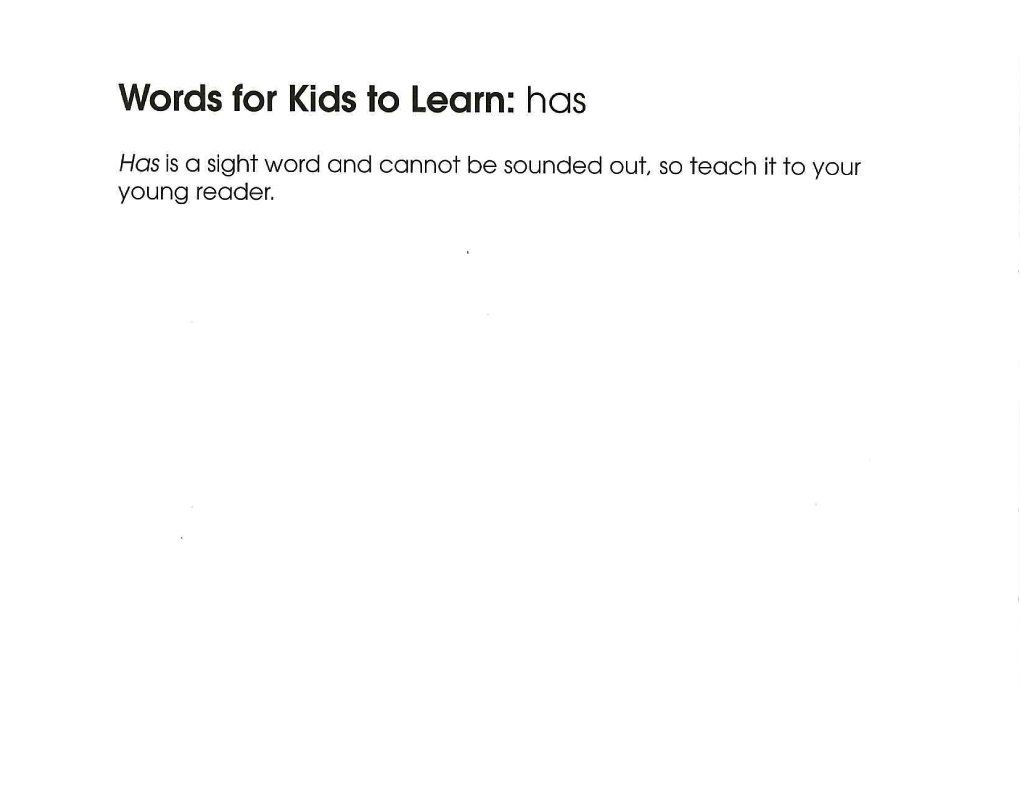 Words for Kids to Learn: has
Has is a sight word and cannot be sounded out, so teach it to your
young reader.